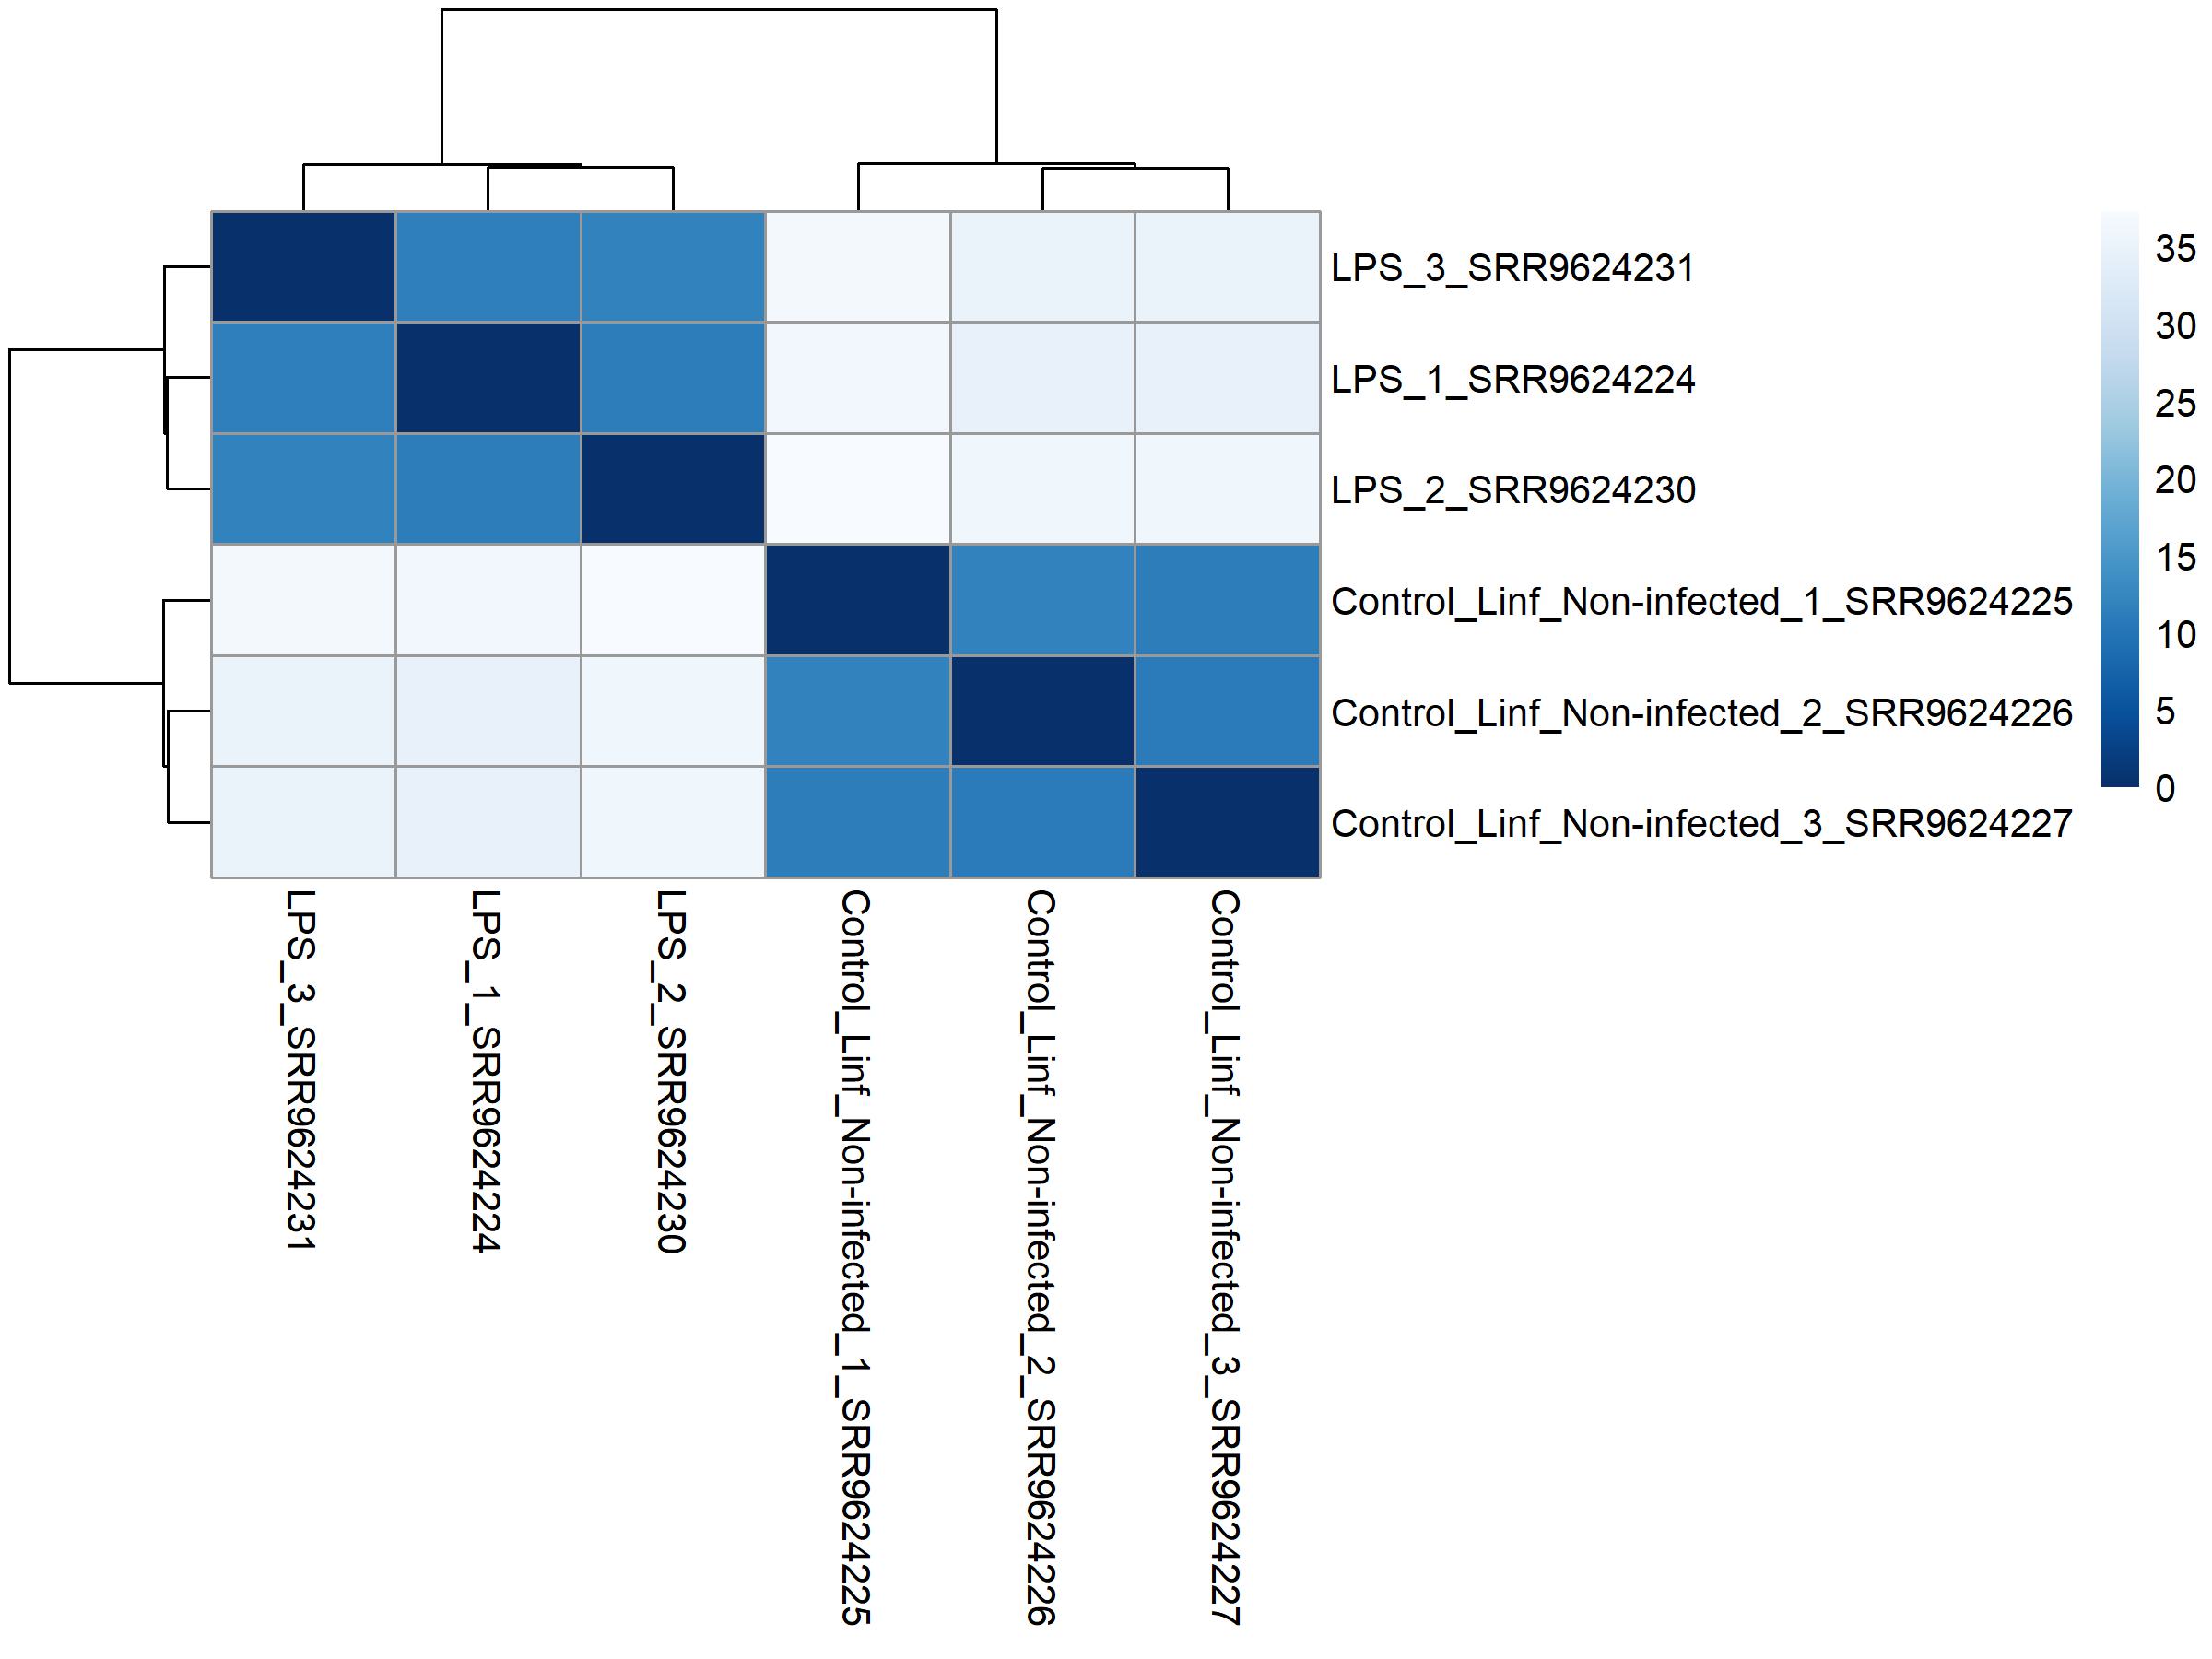 LPS_3_SRR9624231
LPS_1_SRR9624224
LPS_2_SRR9624230
Control_Linf_Non-infected_1_SRR9624225
Control_Linf_Non-infected_2_SRR9624226
Control_Linf_Non-infected_3_SRR9624227
35
30
25
20
15
10
5
0
LPS_3_SRR9624231
LPS_1_SRR9624224
LPS_2_SRR9624230
Control_Linf_Non-infected_1_SRR9624225
Control_Linf_Non-infected_2_SRR9624226
Control_Linf_Non-infected_3_SRR9624227